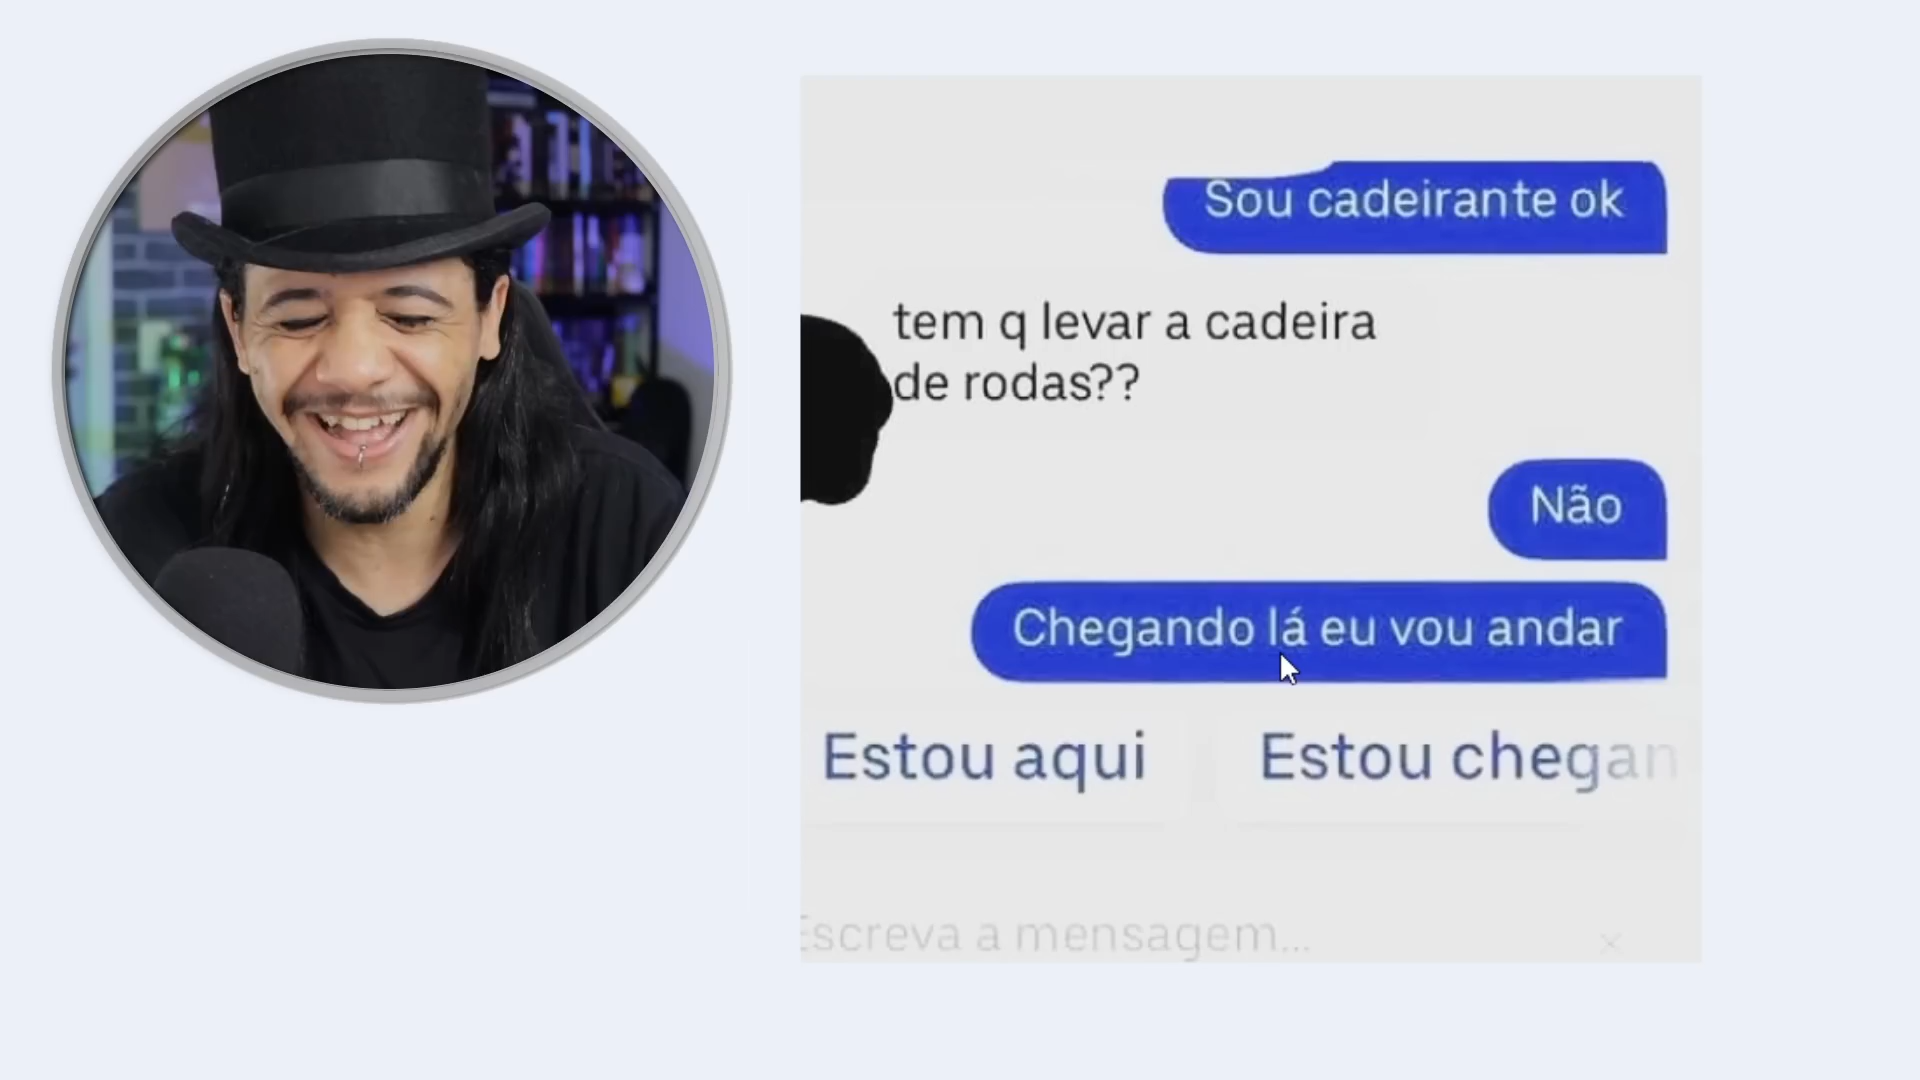 Sou cadeirante ok
tem q levar a cadeira
de rodas??
Não
Chegando lá eu vou andar
Estou aqui
Estou chegan
Escreva a mensagem...